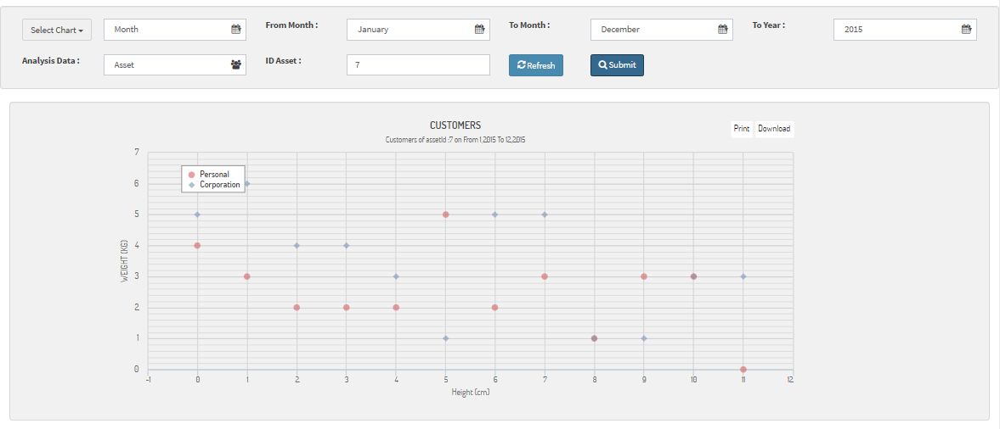 Select Chart
Month
From Month :
January
To Month :
December
To Year :
2015
Analysis Data :
Asset
ID Asset :
7
Refresh
Submit
CUSTOMERS
Customers of assetId :7 on From 1,2015 To 12,2015
Print
Download
Personal
Corporation
WEIGHT (KG)
7
6
5
4
3
2
1
0
-1 0 1 2 3 4 5 6 7 8 9 10 11 12
Height (cm)